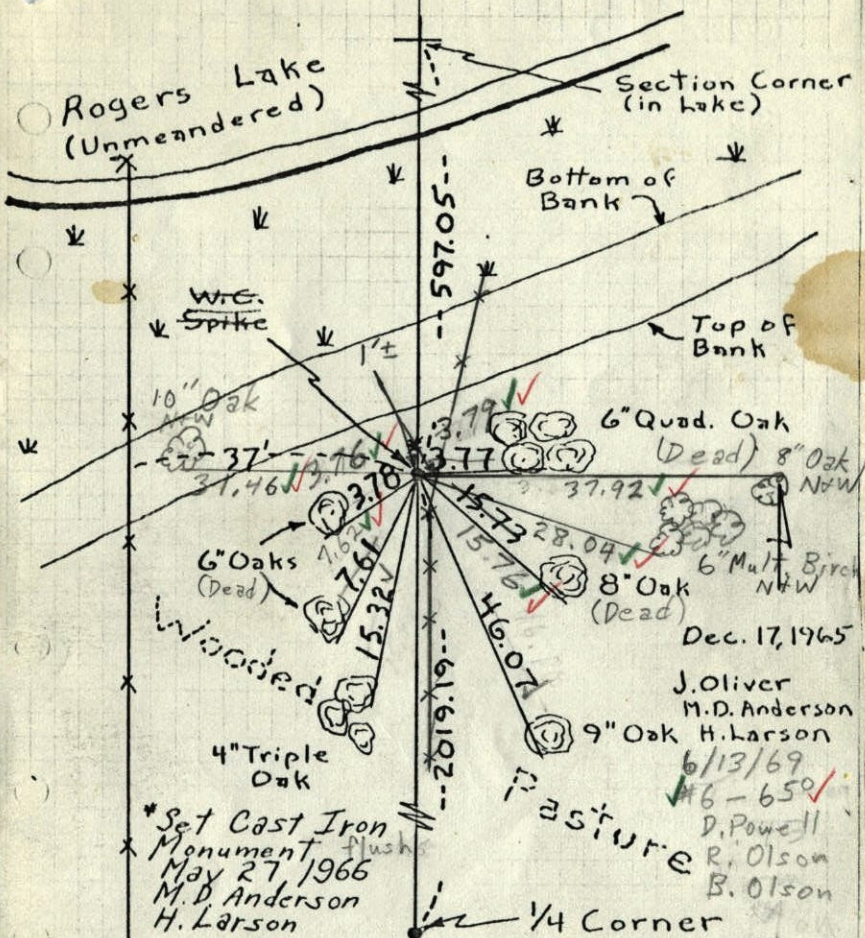 Rogers Lake
(Unmeandered)
Section Corner
(in Lake)
Bottom of
Bank
--597.05--
W.C.
Spike
Top of
Bank
1'±
10" Oak
N+W
3.79
6" Quad. Oak
(Dead)
8" Oak
N+W
37'
3.76
3.77
37.46
3.78
37.92
15.73
28.04
7.62
15.76
6" Oaks
(Dead)
7.61
8" Oak
(Dead)
6" Mult. Birch
N+W
15.32
46.07
Wooded
Dec. 17, 1965
--2019.19--
J. Oliver
M.D. Anderson
H. Larson
4" Triple
Oak
9" Oak
6/13/69
#6 - 65°
D. Powell
R. Olson
B. Olson
Pasture
*Set Cast Iron
Monument flush
May 27, 1966
M.D. Anderson
H. Larson
1/4 Corner